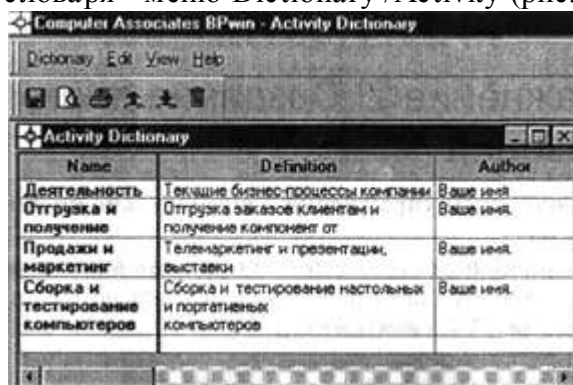 словари - меню Dictionary /Activity (рис
Computer Associates BPwin - Activity Dictionary
Dictionary Edit View Help
Activity Dictionary
Name Definition Author
Деятельность Текущие бизнес-процессы компании Ваше имя
Отгрузка и Отгрузка заказов клиентам и Ваше имя.
получение получение компонент от
Продажи и Телемаркетинг и презентации, Ваше имя.
маркетинг выставки
Сборка и Сборка и тестирование настольных Ваше имя.
тестирование и портативных
компьютеров компьютеров